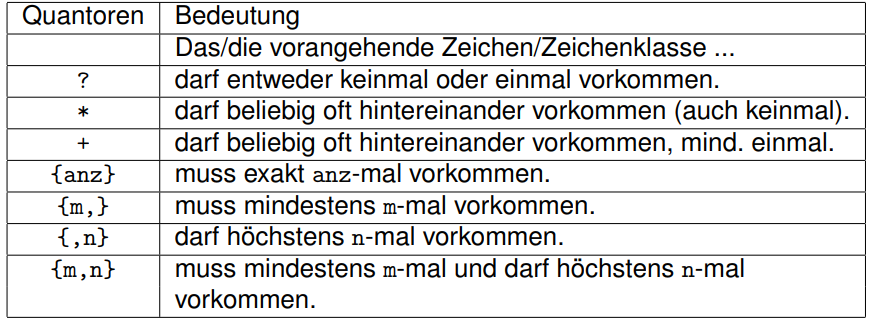 Quantoren Bedeutung
Das/die vorangehende Zeichen/Zeichenklasse ...
? darf entweder keinmal oder einmal vorkommen.
* darf beliebig oft hintereinander vorkommen (auch keinmal).
+ darf beliebig oft hintereinander vorkommen, mind. einmal.
{anz} muss exakt anz-mal vorkommen.
{m,} muss mindestens m-mal vorkommen.
{,n} darf höchstens n-mal vorkommen.
{m,n} muss mindestens m-mal und darf höchstens n-mal
vorkommen.